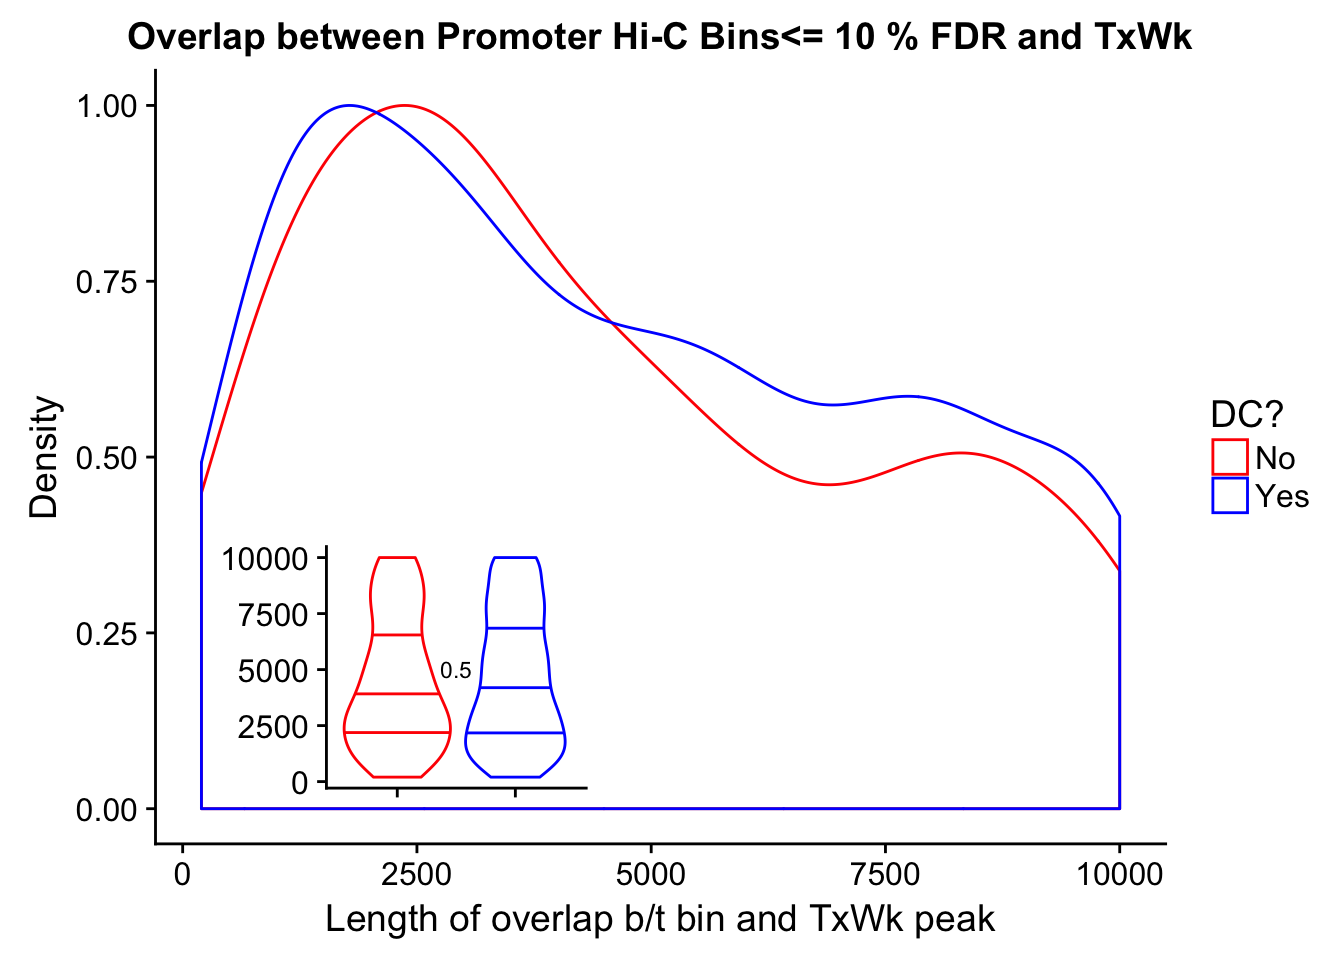 Overlap between Promoter Hi-C Bins<= 10 % FDR and TxWk
1.00
0.75
0.50
0.25
0.00
Density
10000
7500
5000
2500
0
0.5
DC?
No
Yes
0 2500 5000 7500 10000
Length of overlap b/t bin and TxWk peak